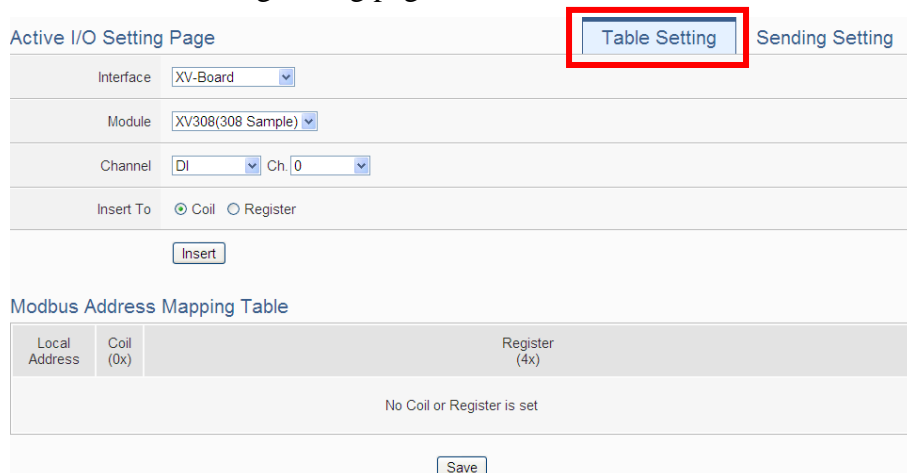 Active I/O Setting Page Table Setting Sending Setting
Interface XV-Board
Module XV308(308 Sample)
Channel DI Ch. 0
Insert To Coil Register
Insert
Modbus Address Mapping Table
Local Address Coil (0x) Register (4x)
No Coil or Register is set
Save